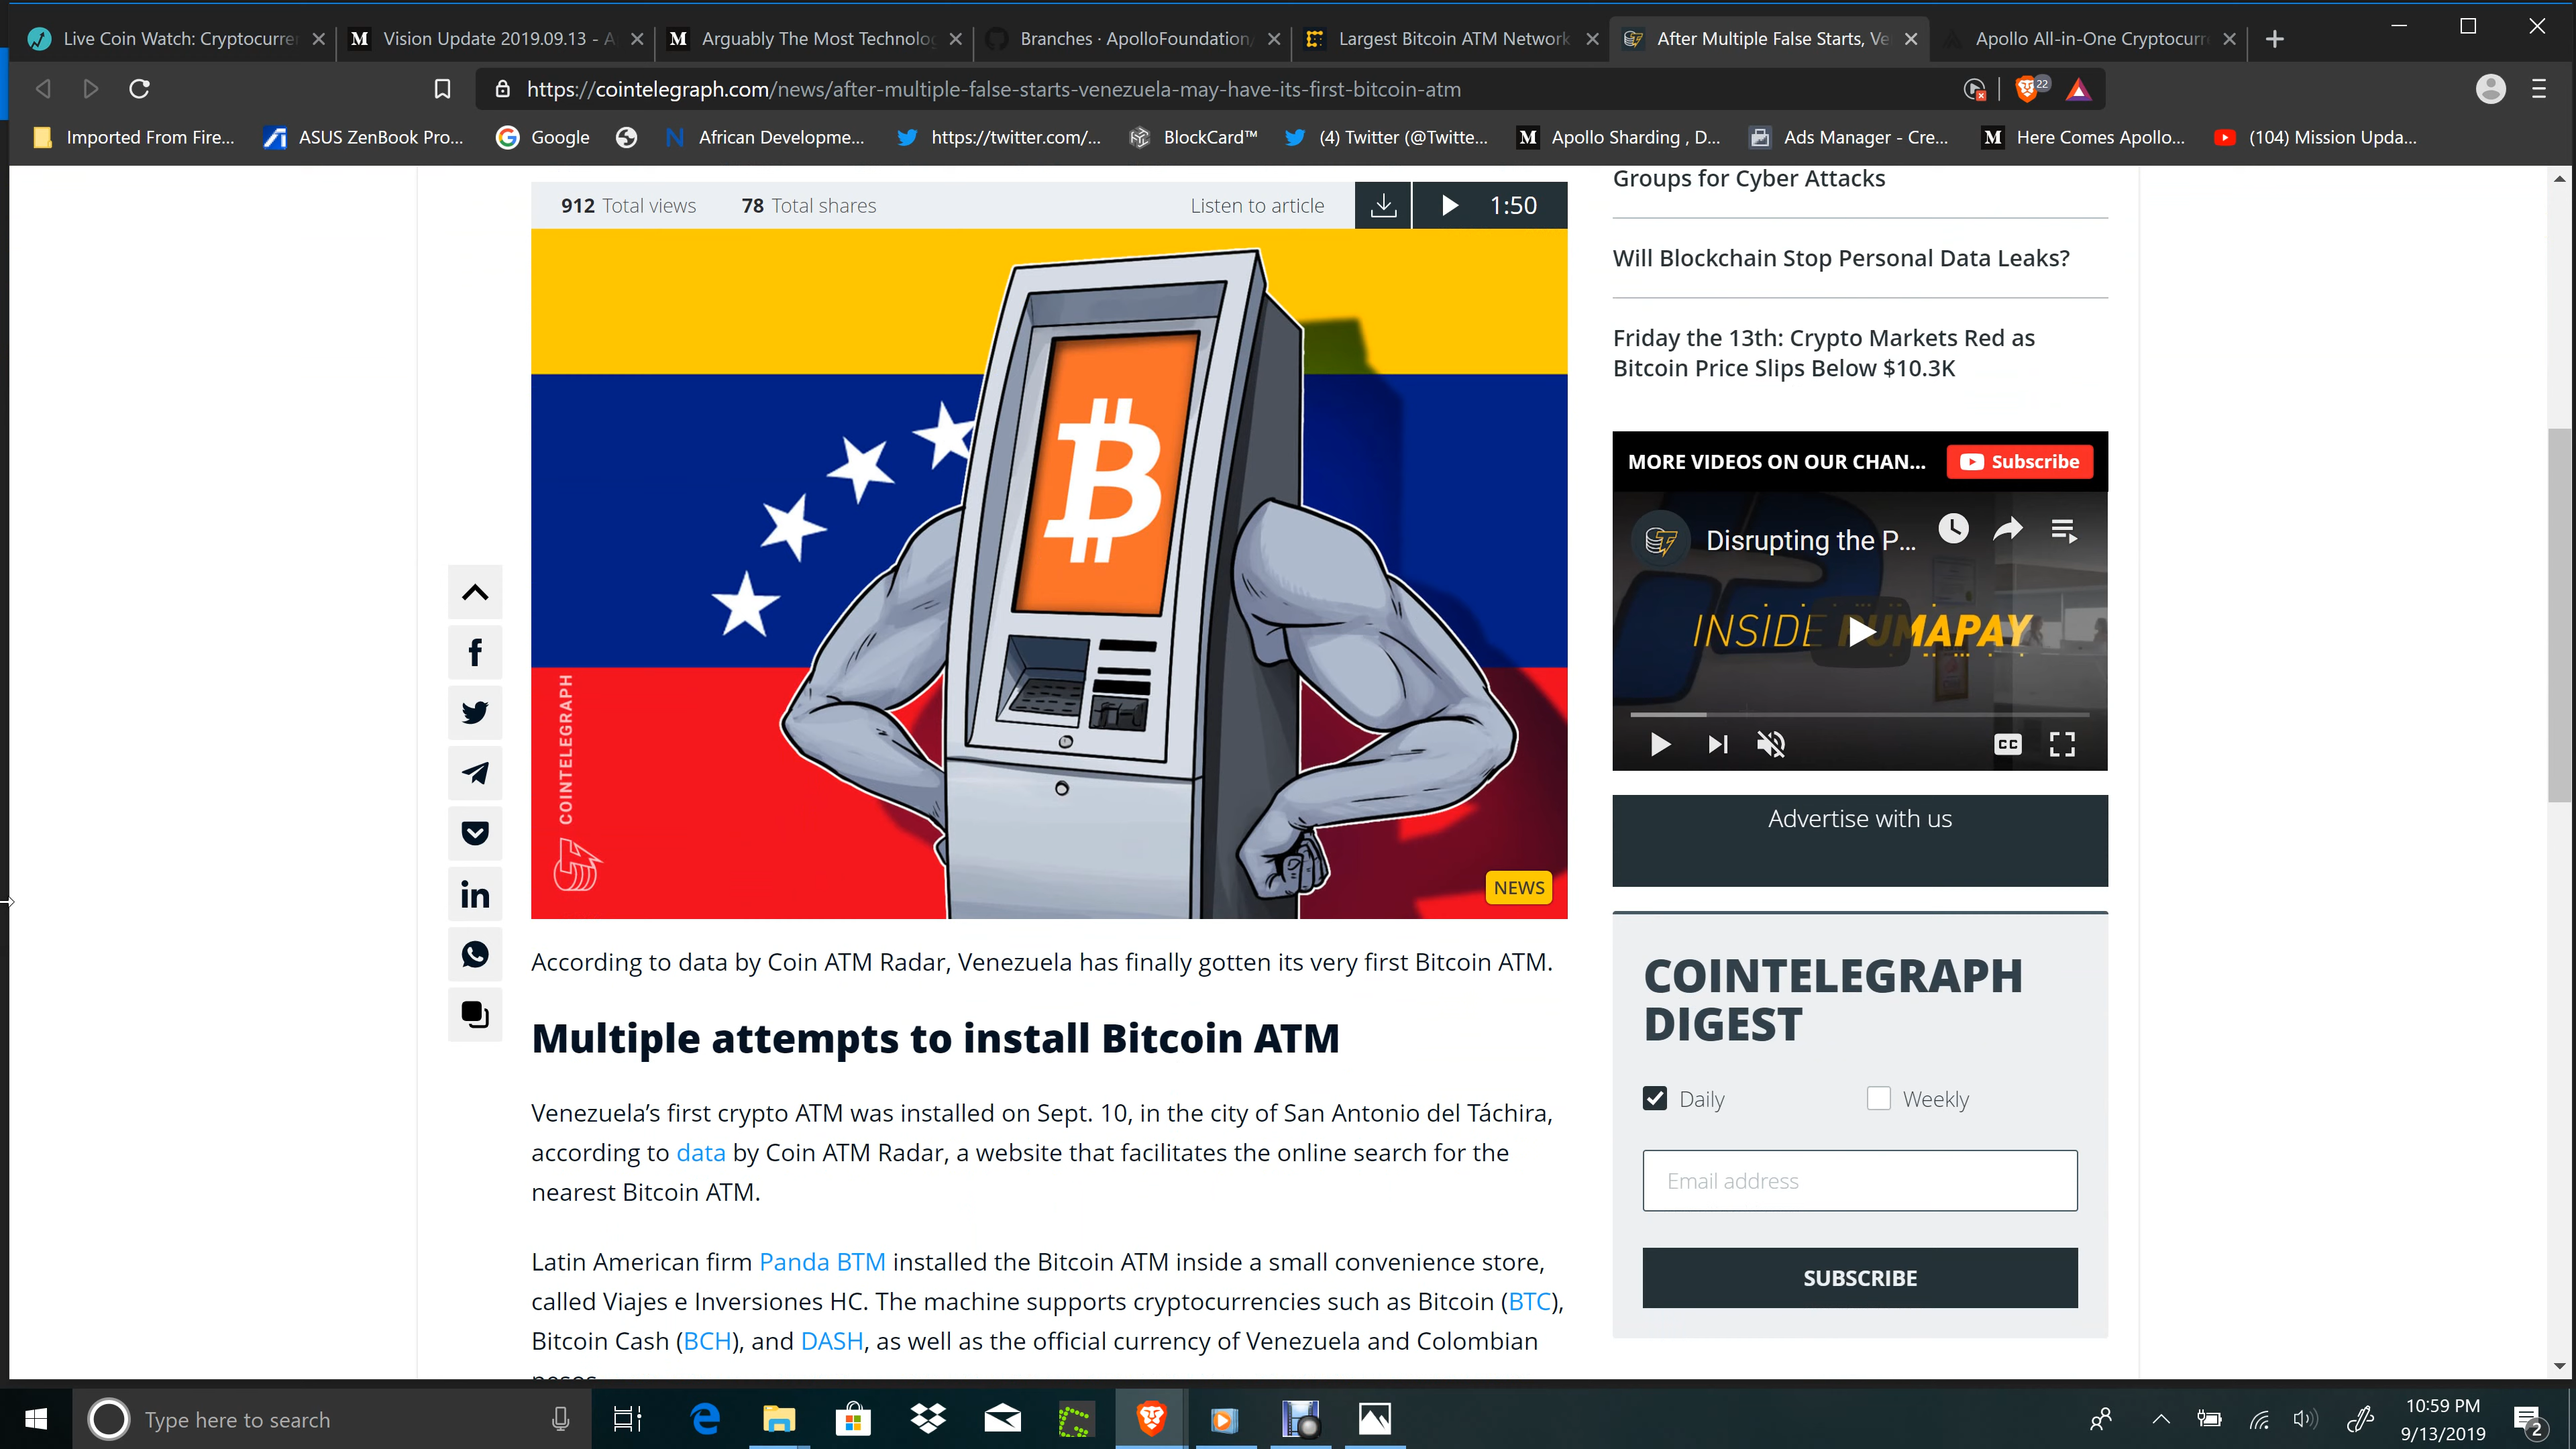 Live Coin Watch: Cryptocurre
Vision Update 2019.09.13 - A
Arguably The Most Technolog
Branches · ApolloFoundation/
Largest Bitcoin ATM Network
After Multiple False Starts, Ve
Apollo All-in-One Cryptocurr
https://cointelegraph.com/news/after-multiple-false-starts-venezuela-may-have-its-first-bitcoin-atm
22
Imported From Fire...
ASUS ZenBook Pro...
Google
African Developme...
https://twitter.com/...
BlockCard™
(4) Twitter (@Twitte...
Apollo Sharding , D...
Ads Manager - Cre...
Here Comes Apollo...
(104) Mission Upda...
912 Total views
78 Total shares
Listen to article
1:50
COINTELEGRAPH
NEWS
According to data by Coin ATM Radar, Venezuela has finally gotten its very first Bitcoin ATM.
Multiple attempts to install Bitcoin ATM
Venezuela's first crypto ATM was installed on Sept. 10, in the city of San Antonio del Táchira,
according to data by Coin ATM Radar, a website that facilitates the online search for the
nearest Bitcoin ATM.
Latin American firm Panda BTM installed the Bitcoin ATM inside a small convenience store,
called Viajes e Inversiones HC. The machine supports cryptocurrencies such as Bitcoin (BTC),
Bitcoin Cash (BCH), and DASH, as well as the official currency of Venezuela and Colombian
pesos
Groups for Cyber Attacks
Will Blockchain Stop Personal Data Leaks?
Friday the 13th: Crypto Markets Red as
Bitcoin Price Slips Below $10.3K
MORE VIDEOS ON OUR CHAN...
Subscribe
Disrupting the P...
INSIDE PUMAPAY
CC
Advertise with us
COINTELEGRAPH
DIGEST
Daily
Weekly
Email address
SUBSCRIBE
Type here to search
10:59 PM
9/13/2019
2